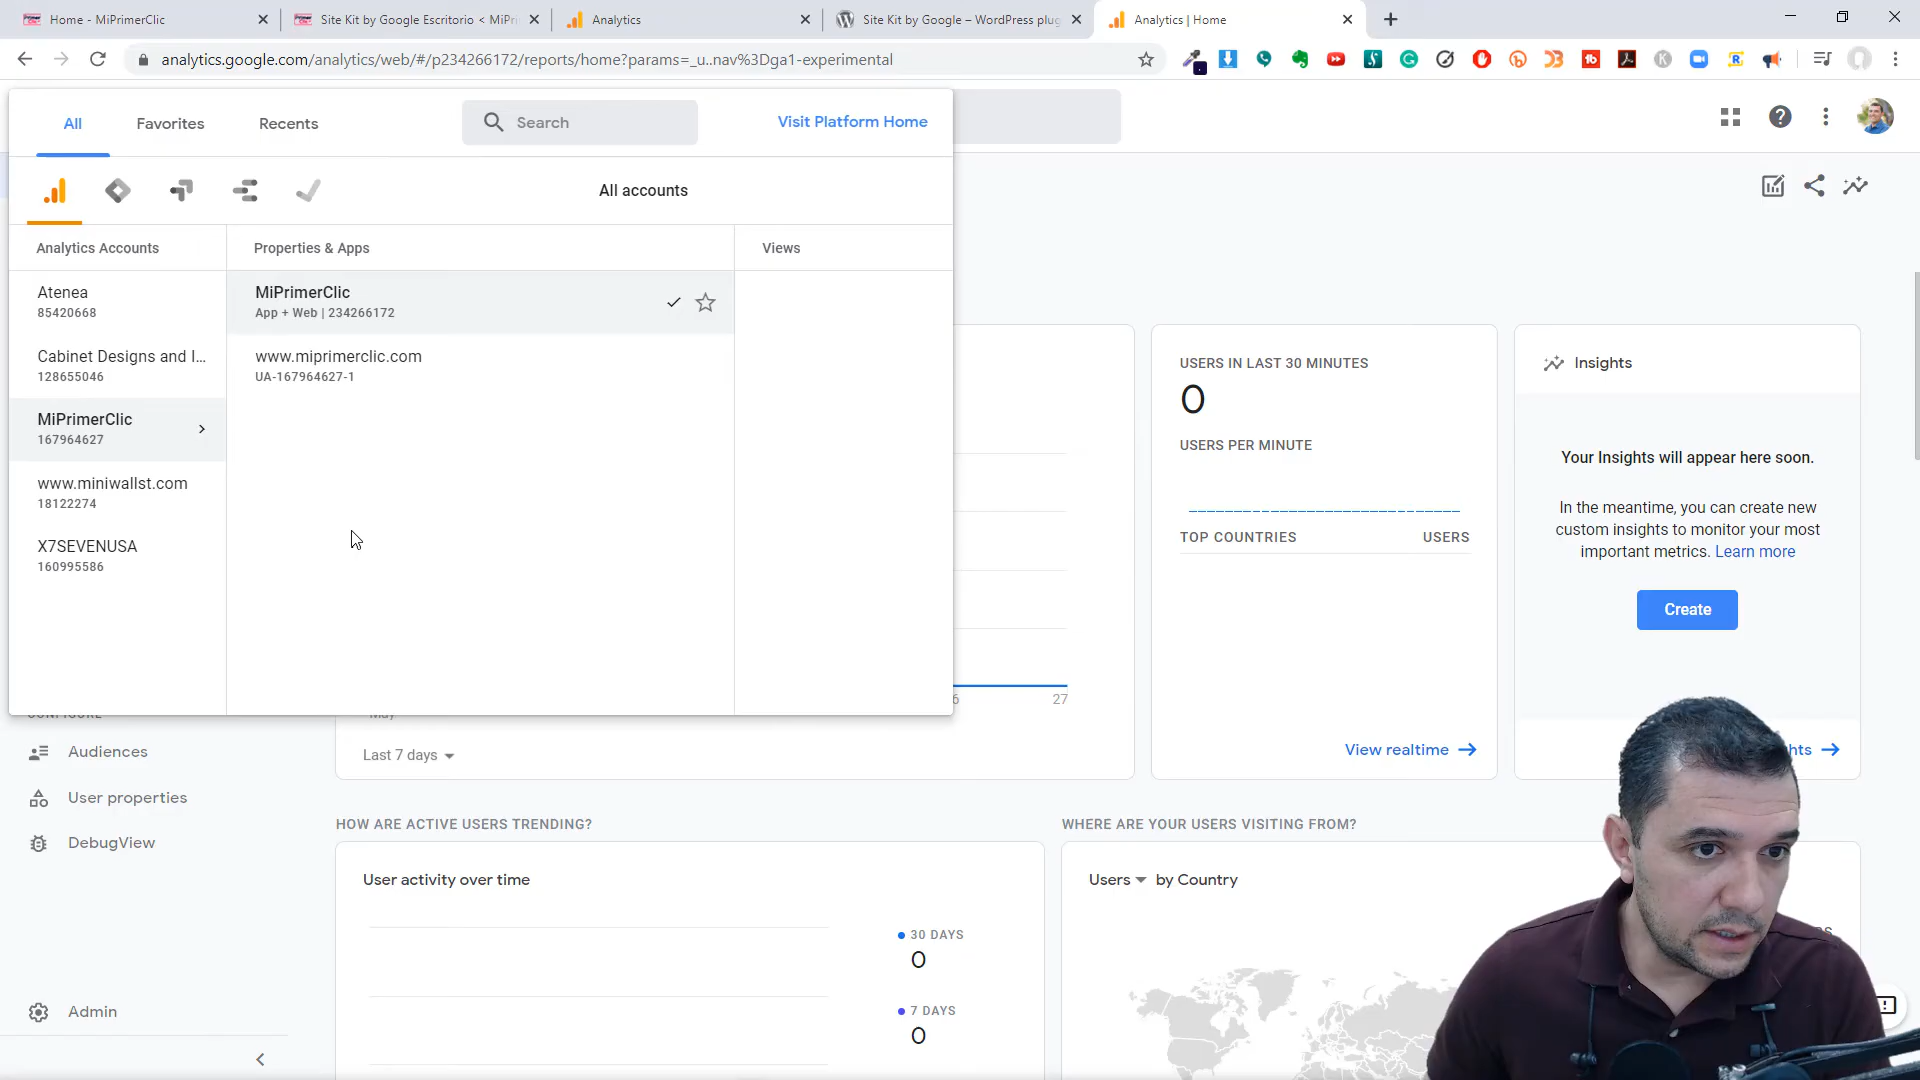 Home - MiPrimerClic
Site Kit by Google Escritorio < MiPri
Analytics
Site Kit by Google – WordPress plug
Analytics | Home
analytics.google.com/analytics/web/#/p234266172/reports/home?params=_u..nav%3Dga1-experimental
All
Favorites
Recents
Search
Visit Platform Home
All accounts
Analytics Accounts
Properties & Apps
Views
Atenea
85420668
Cabinet Designs and I...
128655046
MiPrimerClic
167964627
www.miniwallst.com
18122274
X7SEVENUSA
160995586
MiPrimerClic
App + Web | 234266172
www.miprimerclic.com
UA-167964627-1
USERS IN LAST 30 MINUTES
0
USERS PER MINUTE
TOP COUNTRIES
USERS
View realtime
Insights
Your Insights will appear here soon.
In the meantime, you can create new
custom insights to monitor your most
important metrics. Learn more
Create
27
Last 7 days
Audiences
User properties
DebugView
Admin
HOW ARE ACTIVE USERS TRENDING?
User activity over time
30 DAYS
0
7 DAYS
0
WHERE ARE YOUR USERS VISITING FROM?
Users by Country